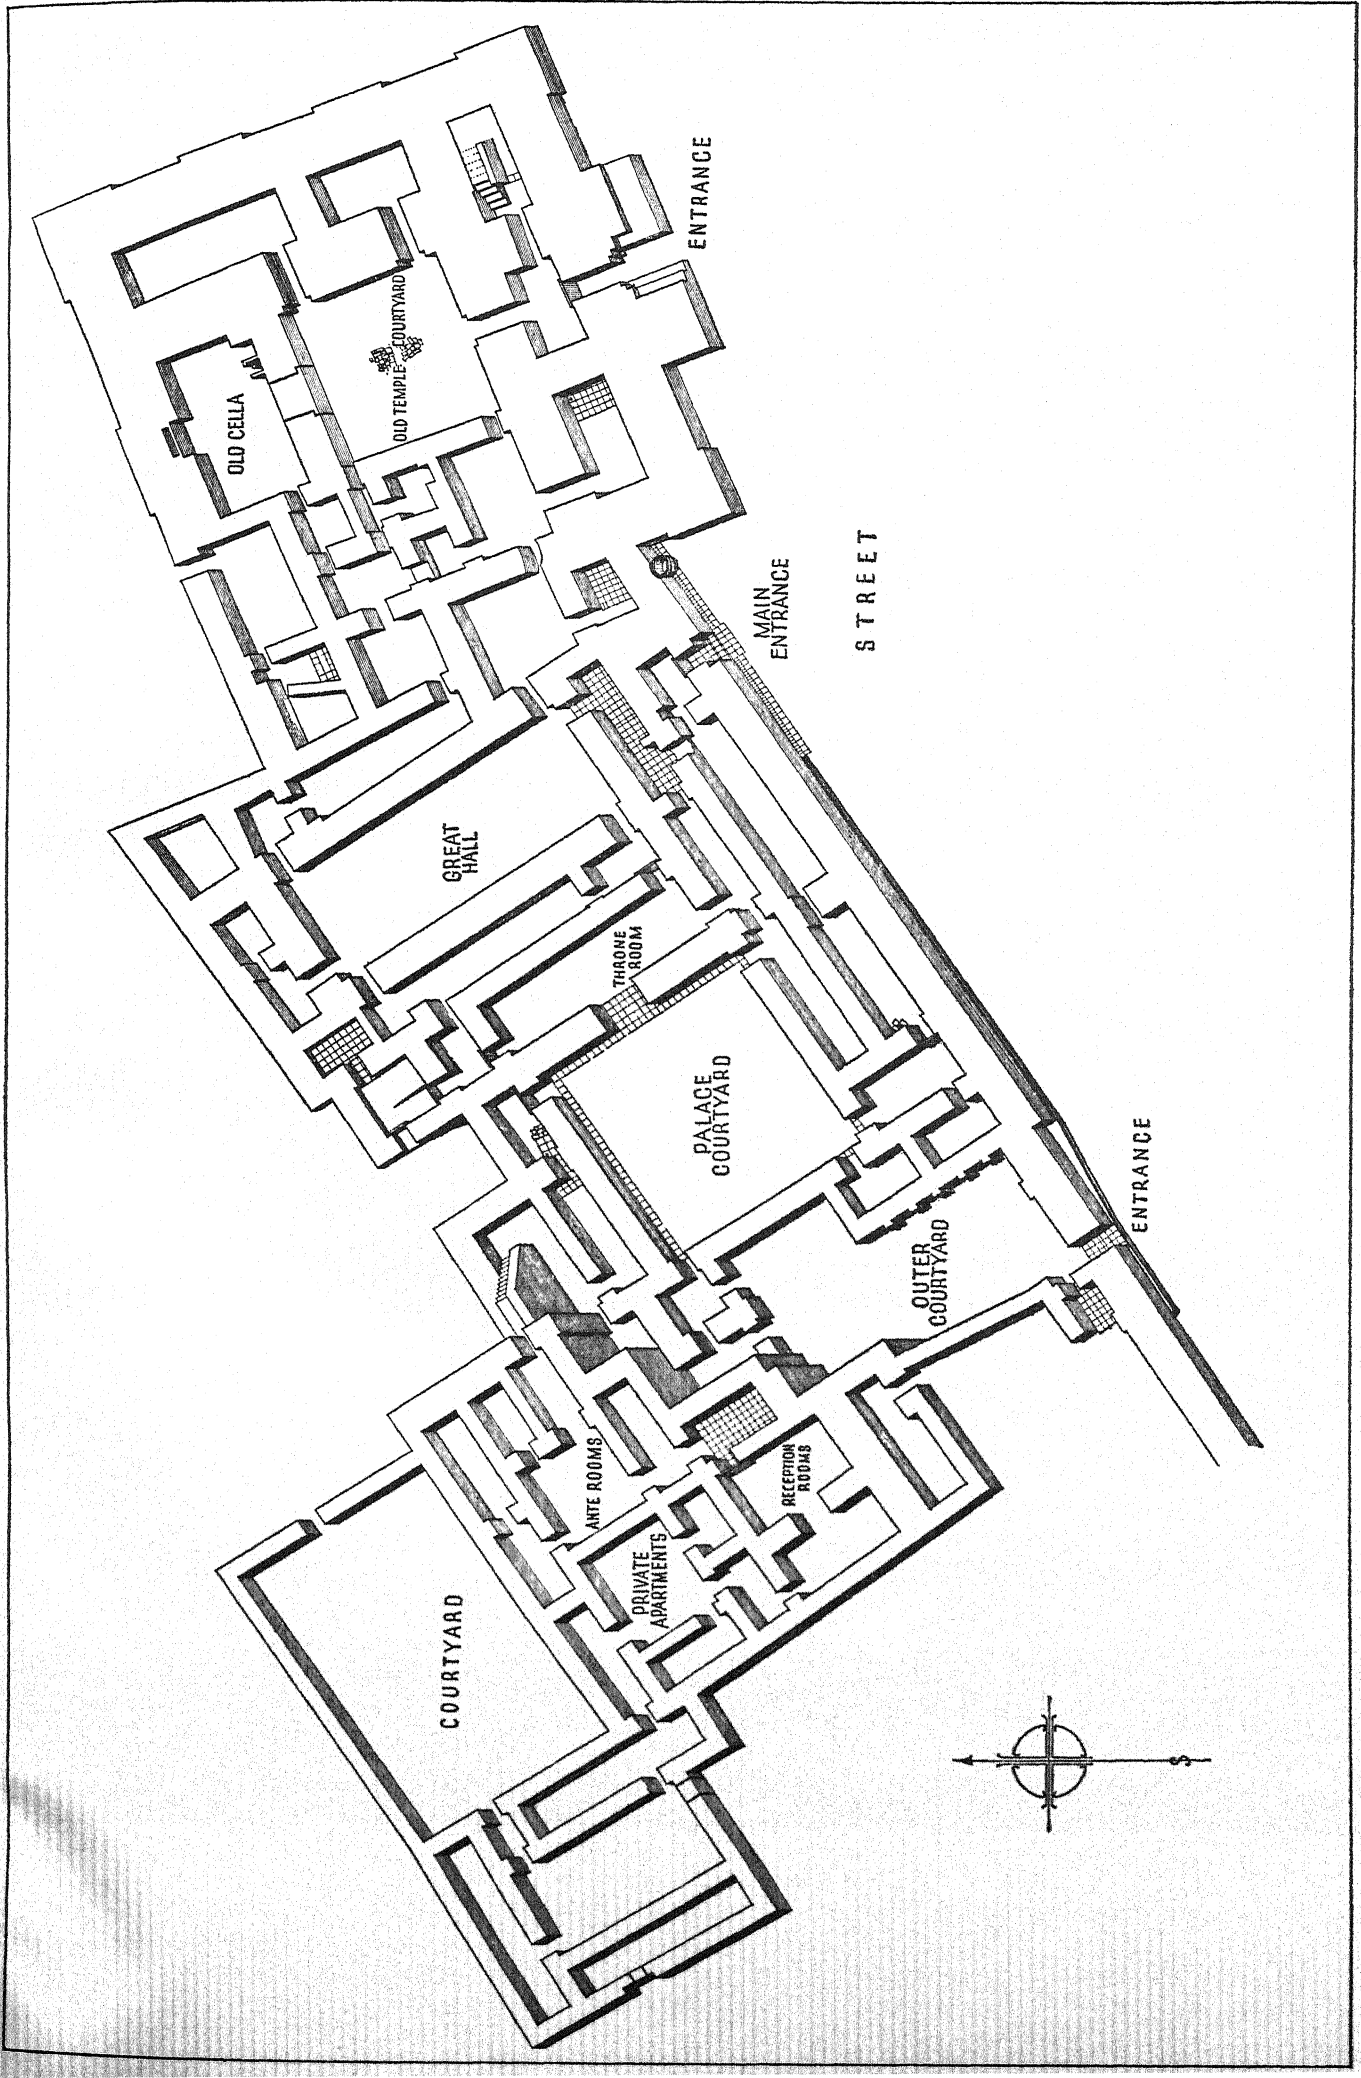 ENTRANCE
OLD TEMPLE COURTYARD
OLD CELLA
MAIN
ENTRANCE
STREET
GREAT
HALL
THRONE
ROOM
PALACE
COURTYARD
ENTRANCE
OUTER
COURTYARD
RECEPTION
ROOMS
ANTE ROOMS
PRIVATE
APARTMENTS
COURTYARD
S